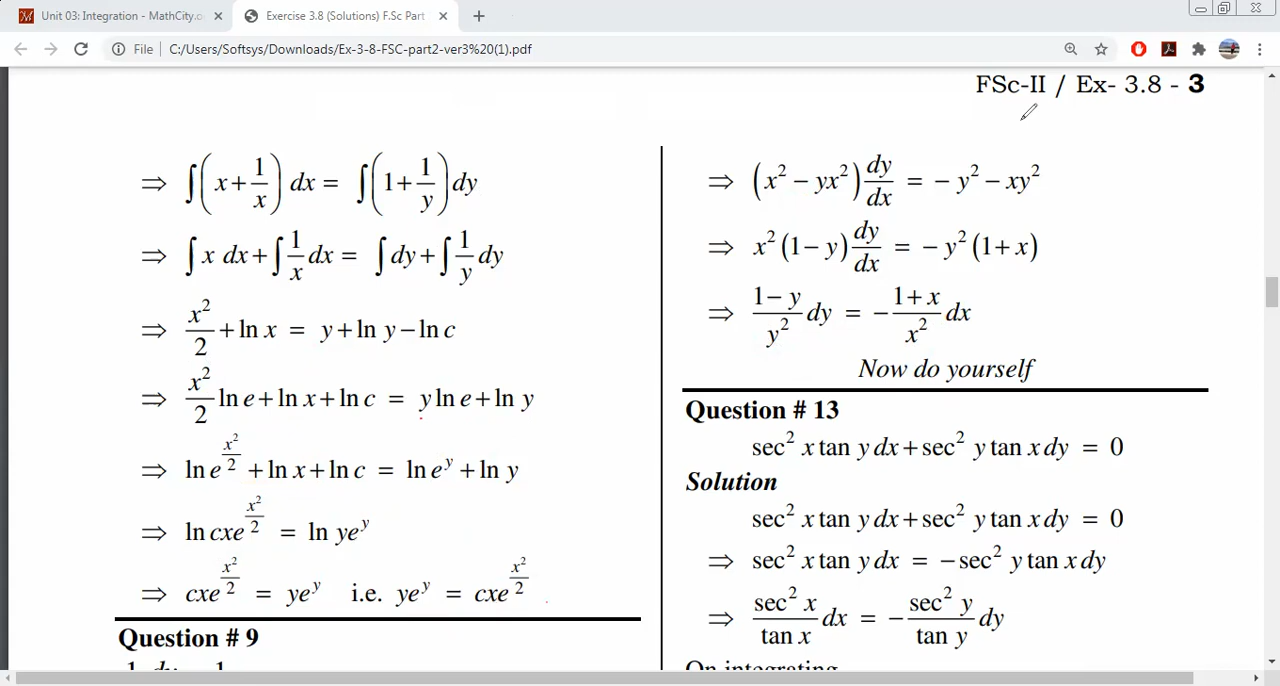 Unit 03: Integration - MathCity.o
Exercise 3.8 (Solutions) F.Sc Part
File
C:/Users/Softsys/Downloads/Ex-3-8-FSC-part2-ver3%20(1).pdf
FSc-II / Ex- 3.8 - 3
⇒ ∫(x + 1/x) dx = ∫(1 + 1/y) dy
⇒ ∫ x dx + ∫ 1/x dx = ∫ dy + ∫ 1/y dy
⇒ x²/2 + ln x = y + ln y − ln c
⇒ x²/2 ln e + ln x + ln c = y ln e + ln y
⇒ ln e^(x²/2) + ln x + ln c = ln e^y + ln y
⇒ ln cxe^(x²/2) = ln ye^y
⇒ cxe^(x²/2) = ye^y i.e. ye^y = cxe^(x²/2)
Question # 9
⇒ (x² − yx²) dy/dx = − y² − xy²
⇒ x² (1 − y) dy/dx = − y² (1 + x)
⇒ (1 − y)/y² dy = − (1 + x)/x² dx
Now do yourself
Question # 13
sec² x tan y dx + sec² y tan x dy = 0
Solution
sec² x tan y dx + sec² y tan x dy = 0
⇒ sec² x tan y dx = − sec² y tan x dy
⇒ sec² x/tan x dx = − sec² y/tan y dy
On integrating